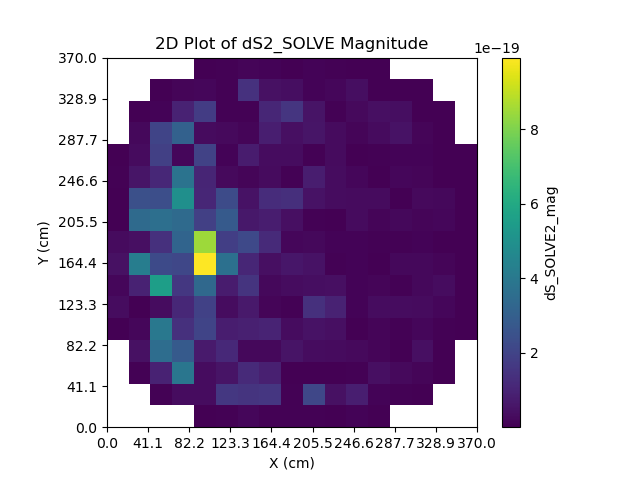 2D Plot of dS2_SOLVE Magnitude
1e−19
370.0
328.9
287.7
246.6
205.5
164.4
123.3
82.2
41.1
0.0
Y (cm)
0.0 41.1 82.2 123.3 164.4 205.5 246.6 287.7 328.9 370.0
X (cm)
8
6
4
2
dS_SOLVE2_mag